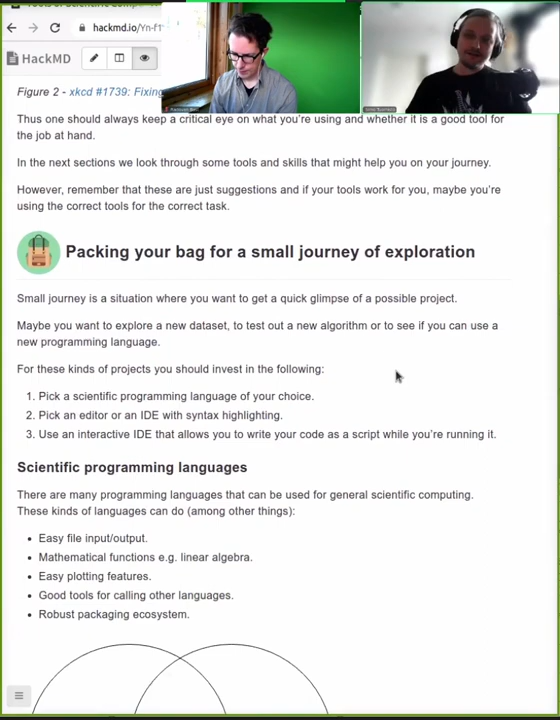 hackmd.io/Yn-f1
HackMD
Figure 2 - xkcd #1739: Fixing
Thus one should always keep a critical eye on what you're using and whether it is a good tool for
the job at hand.
In the next sections we look through some tools and skills that might help you on your journey.
However, remember that these are just suggestions and if your tools work for you, maybe you're
using the correct tools for the correct task.
Packing your bag for a small journey of exploration
Small journey is a situation where you want to get a quick glimpse of a possible project.
Maybe you want to explore a new dataset, to test out a new algorithm or to see if you can use a
new programming language.
For these kinds of projects you should invest in the following:
1. Pick a scientific programming language of your choice.
2. Pick an editor or an IDE with syntax highlighting.
3. Use an interactive IDE that allows you to write your code as a script while you're running it.
Scientific programming languages
There are many programming languages that can be used for general scientific computing.
These kinds of languages can do (among other things):
• Easy file input/output.
• Mathematical functions e.g. linear algebra.
• Easy plotting features.
• Good tools for calling other languages.
• Robust packaging ecosystem.